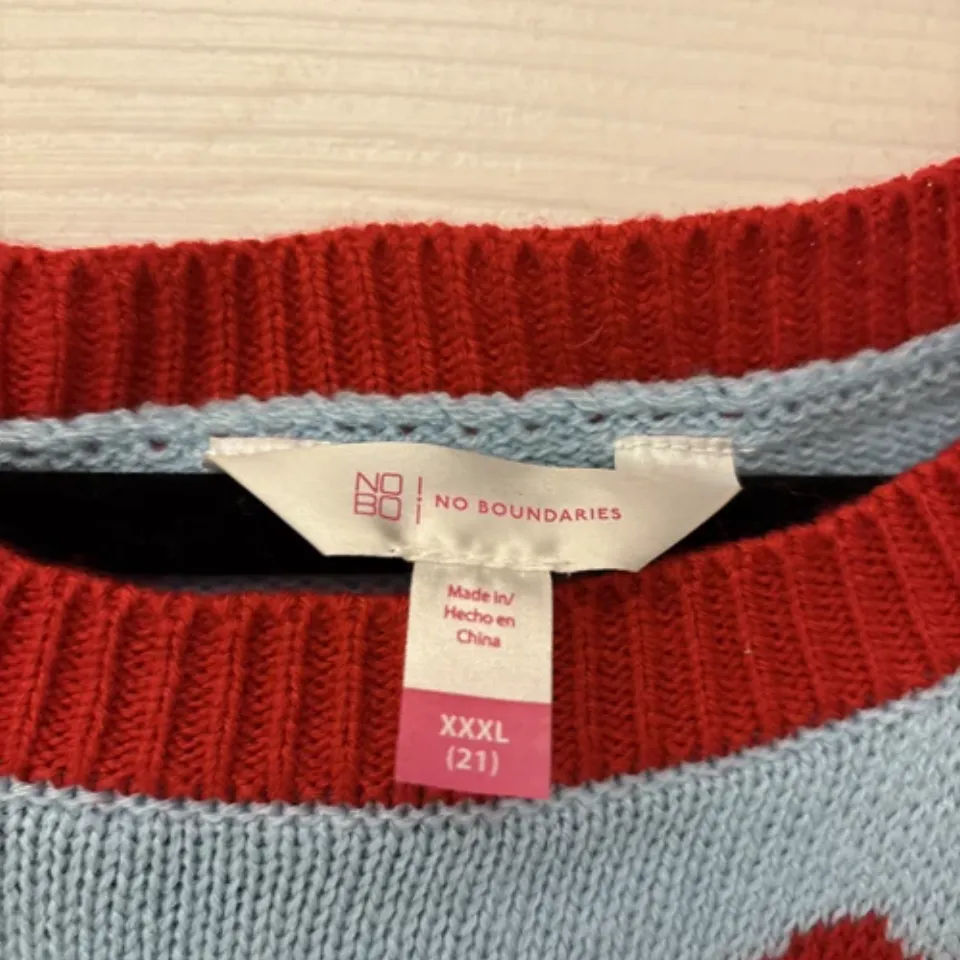 NO
BO
NO BOUNDARIES
Made in/
Hecho en
China
XXXL
(21)